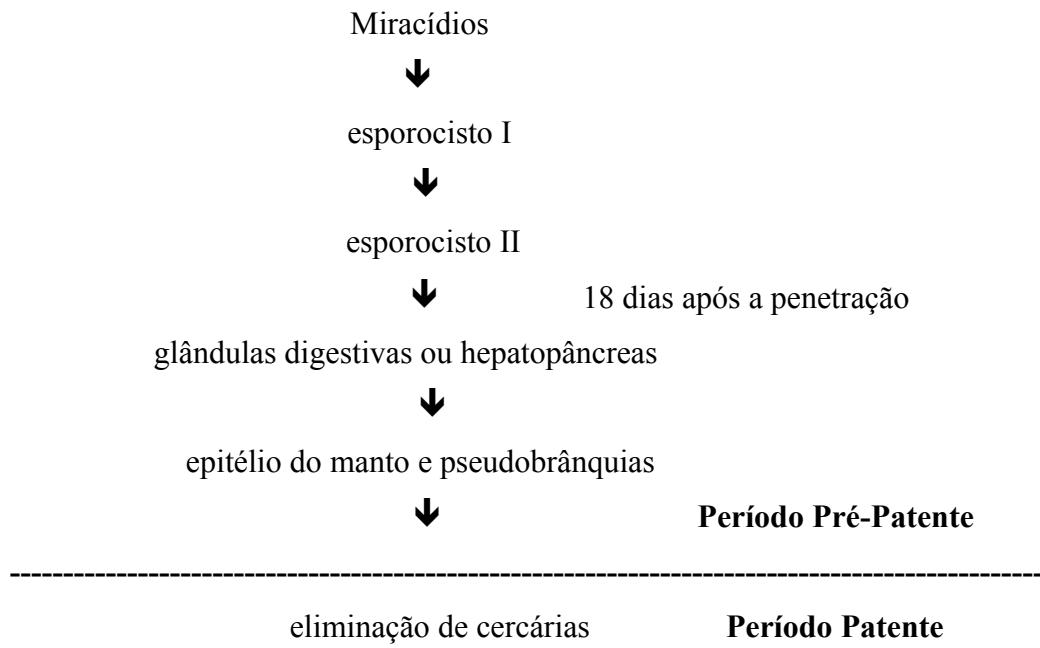 Miracídios
esporocisto I
esporocisto II
18 dias após a penetração
glândulas digestivas ou hepatopâncreas
epitélio do manto e pseudobrânquias
Período Pré-Patente
eliminação de cercárias Período Patente